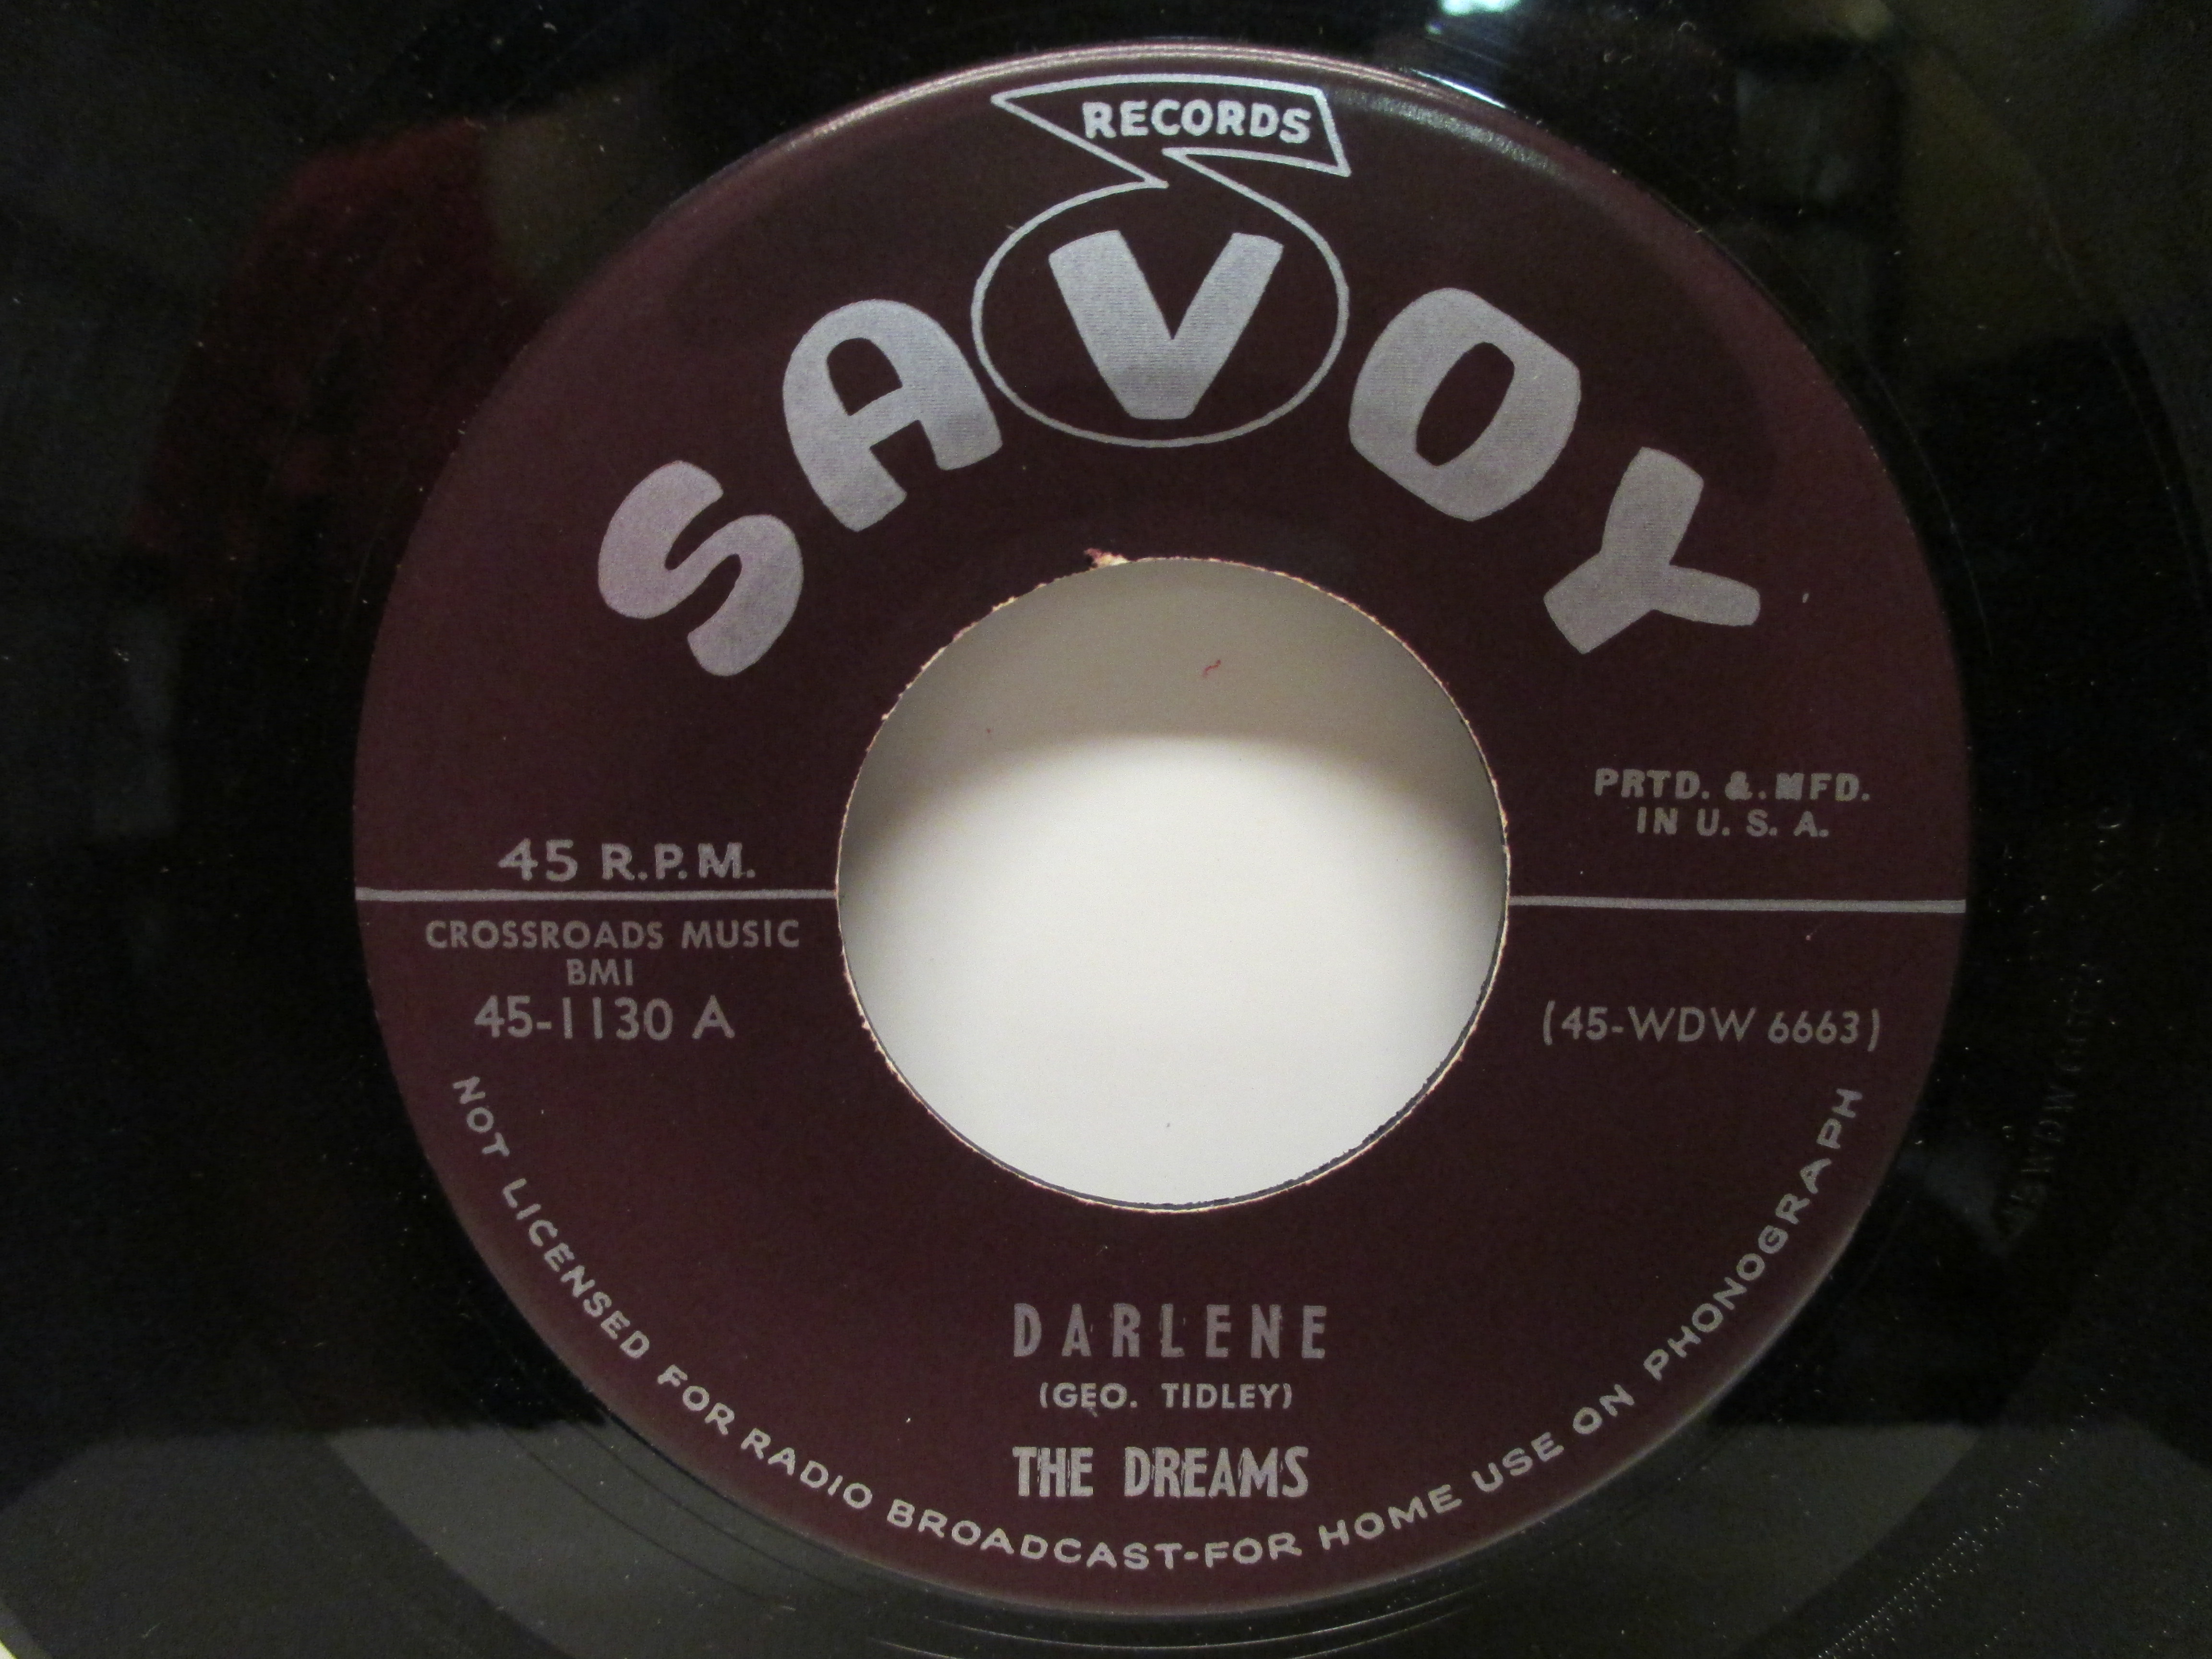 RECORDS
SAVOY
PRTD. &. MFD.
IN U. S. A.
45 R.P.M.
CROSSROADS MUSIC
BMI
45-1130 A
(45-WDW 6663)
DARLENE
(GEO. TIDLEY)
THE DREAMS
NOT LICENSED FOR RADIO BROADCAST-FOR HOME USE ON PHONOGRAPH